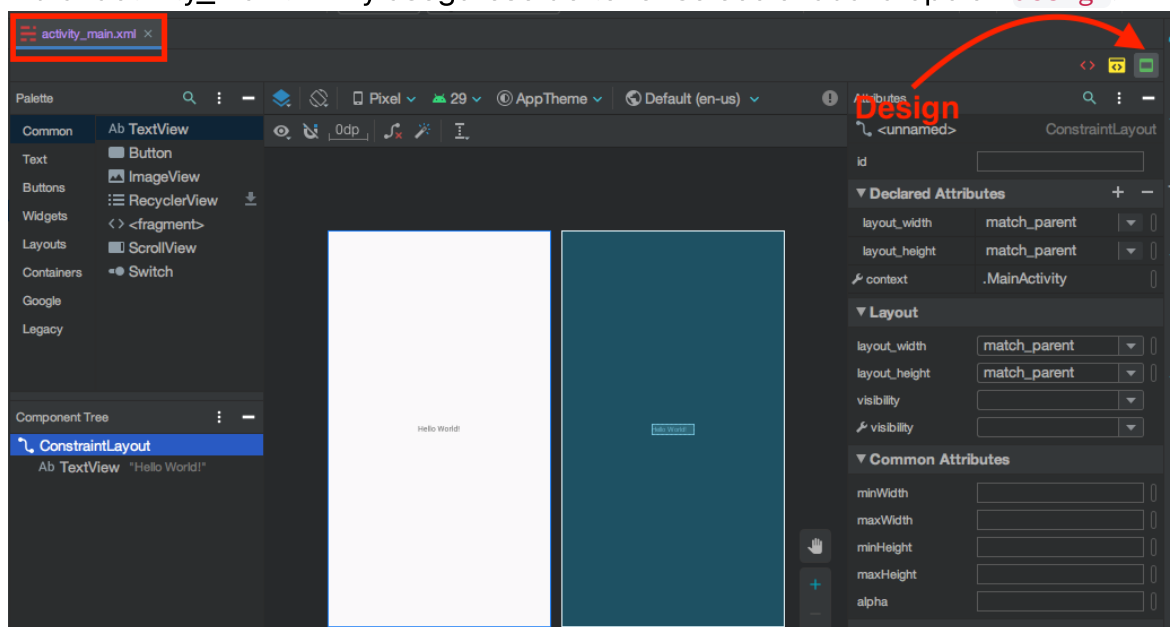 activity_main.xml ×
Design
Palette
Pixel
29
AppTheme
Default (en-us)
Attributes
Common
Text
Buttons
Widgets
Layouts
Containers
Google
Legacy
Ab TextView
Button
ImageView
RecyclerView
<> <fragment>
ScrollView
Switch
0dp
<unnamed> ConstraintLayout
id
Declared Attributes + −
layout_width match_parent
layout_height match_parent
context .MainActivity
Layout
layout_width match_parent
layout_height match_parent
visibility
visibility
Common Attributes
minWidth
maxWidth
minHeight
maxHeight
alpha
Component Tree
ConstraintLayout
Ab TextView "Hello World!"
Hello World!
Hello World!